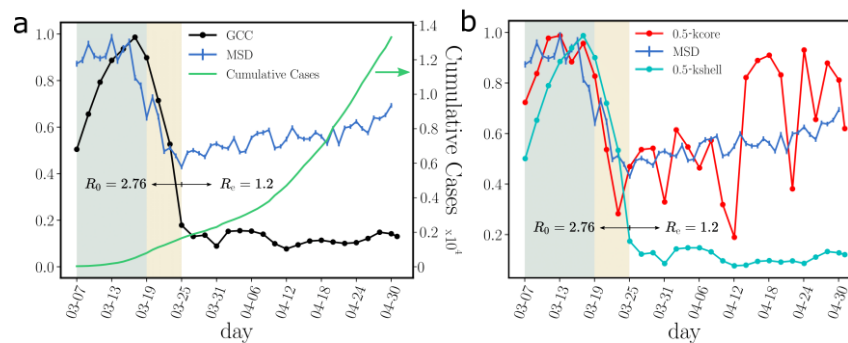 a
GCC
MSD
Cumulative Cases
1.0
0.8
0.6
0.4
0.2
0.0
1.4
1.2
1.0
0.8
0.6
0.4
0.2
0
×10⁴
Cumulative Cases
R₀ = 2.76
Rₑ = 1.2
03-07
03-13
03-19
03-25
03-31
04-06
04-12
04-18
04-24
04-30
day
b
0.5-kcore
MSD
0.5-kshell
1.0
0.8
0.6
0.4
0.2
R₀ = 2.76
Rₑ = 1.2
03-07
03-13
03-19
03-25
03-31
04-06
04-12
04-18
04-24
04-30
day